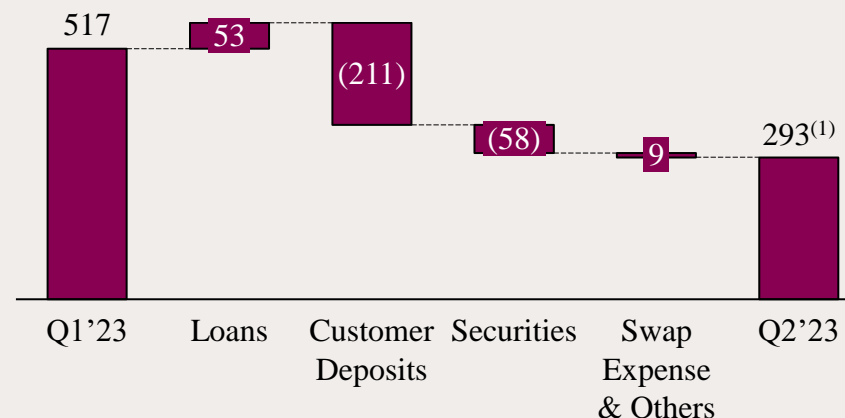 517
53
(211)
(58)
9
293(1)
Q1’23
Loans
Customer
Deposits
Securities
Swap
Expense
& Others
Q2’23